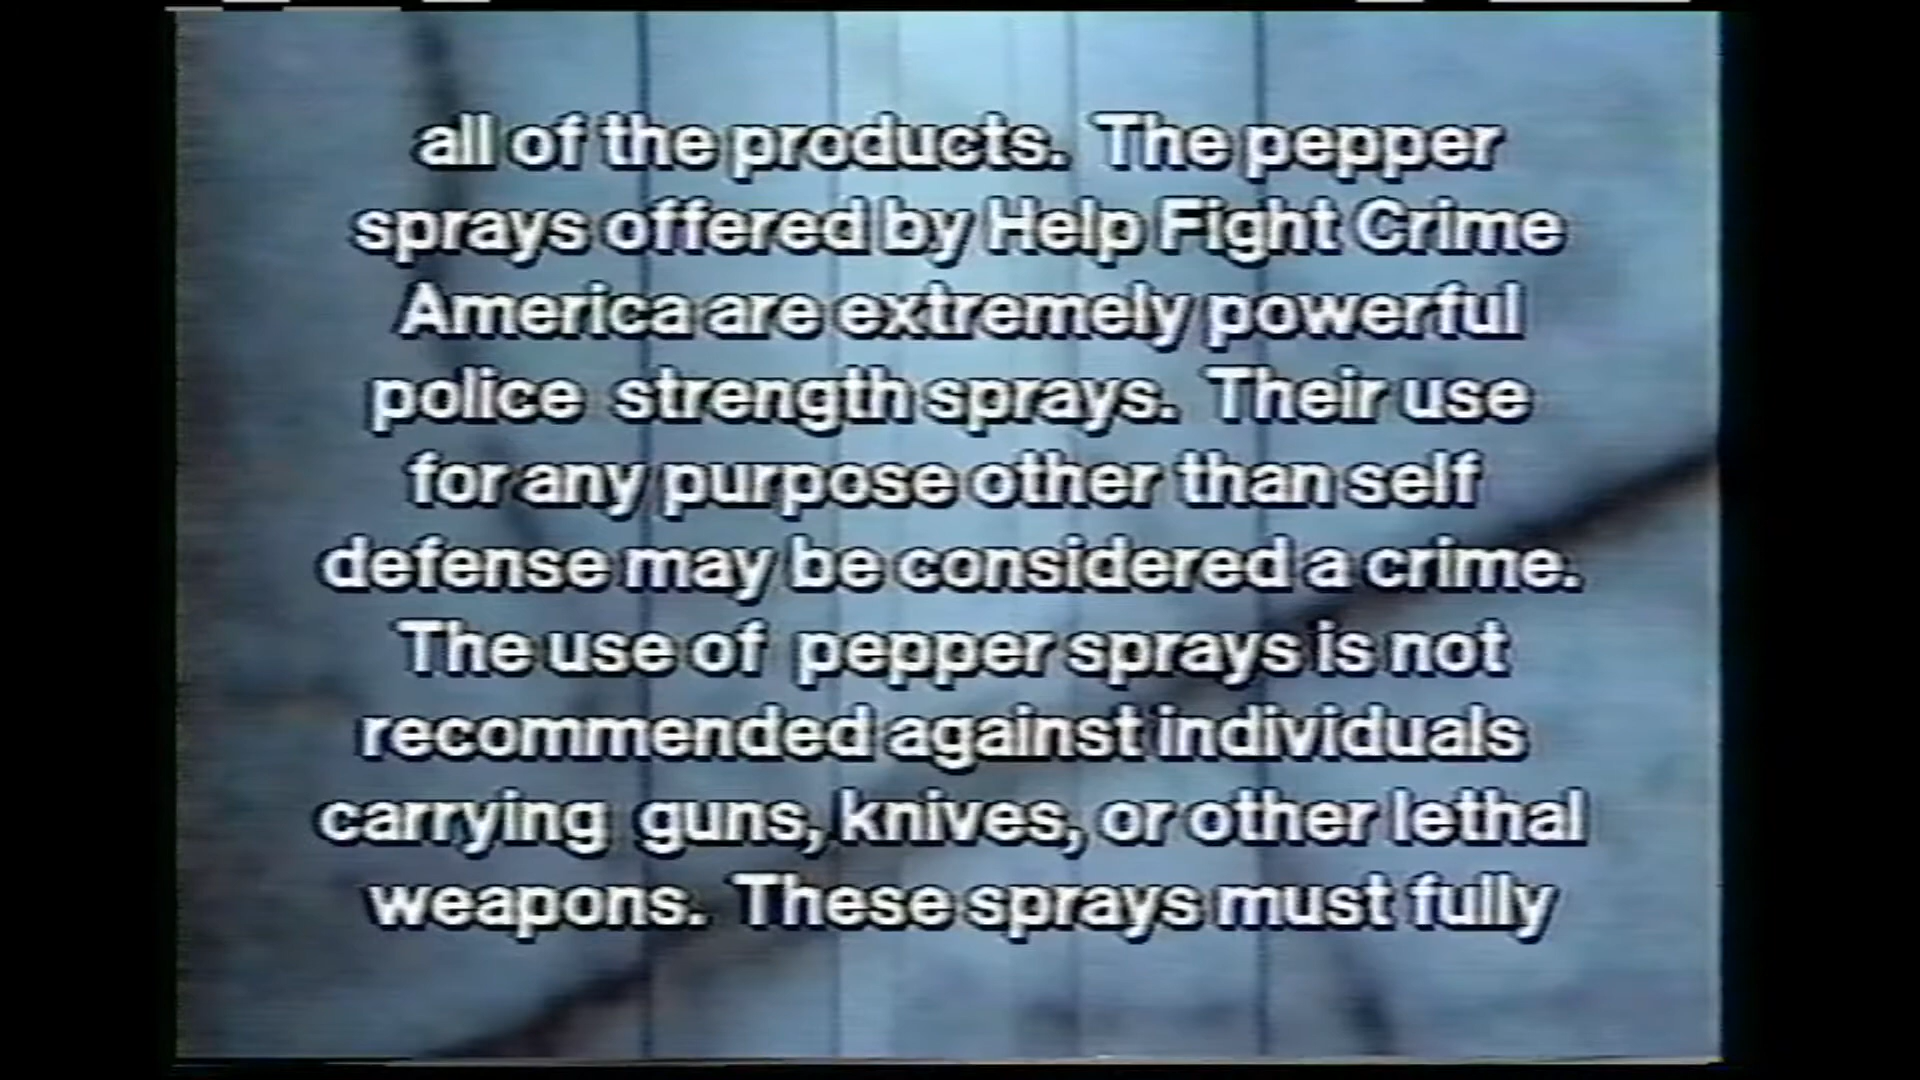 all of the products. The pepper
sprays offered by Help Fight Crime
America are extremely powerful
police strength sprays. Their use
for any purpose other than self
defense may be considered a crime.
The use of pepper sprays is not
recommended against individuals
carrying guns, knives, or other lethal
weapons. These sprays must fully